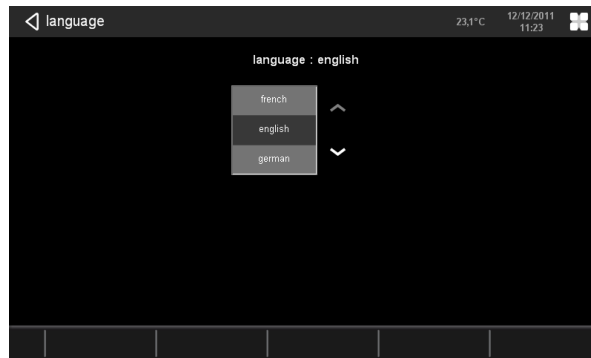 language
23,1°C
12/12/2011
11:23
language : english
french
english
german